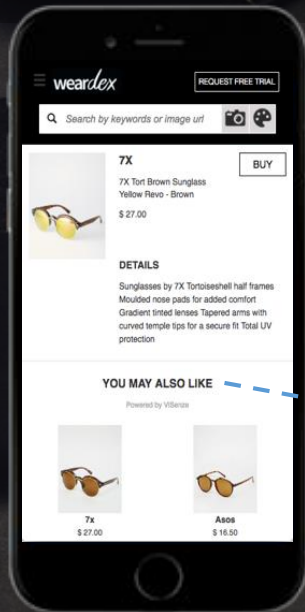 weardex
REQUEST FREE TRIAL
Search by keywords or image url
7X
BUY
7X Tort Brown Sunglass
Yellow Revo - Brown
$ 27.00
DETAILS
Sunglasses by 7X Tortoiseshell half frames
Moulded nose pads for added comfort
Gradient tinted lenses Tapered arms with
curved temple tips for a secure fit Total UV
protection
YOU MAY ALSO LIKE
Powered by ViSenze
7x
$ 27.00
Asos
$ 16.50